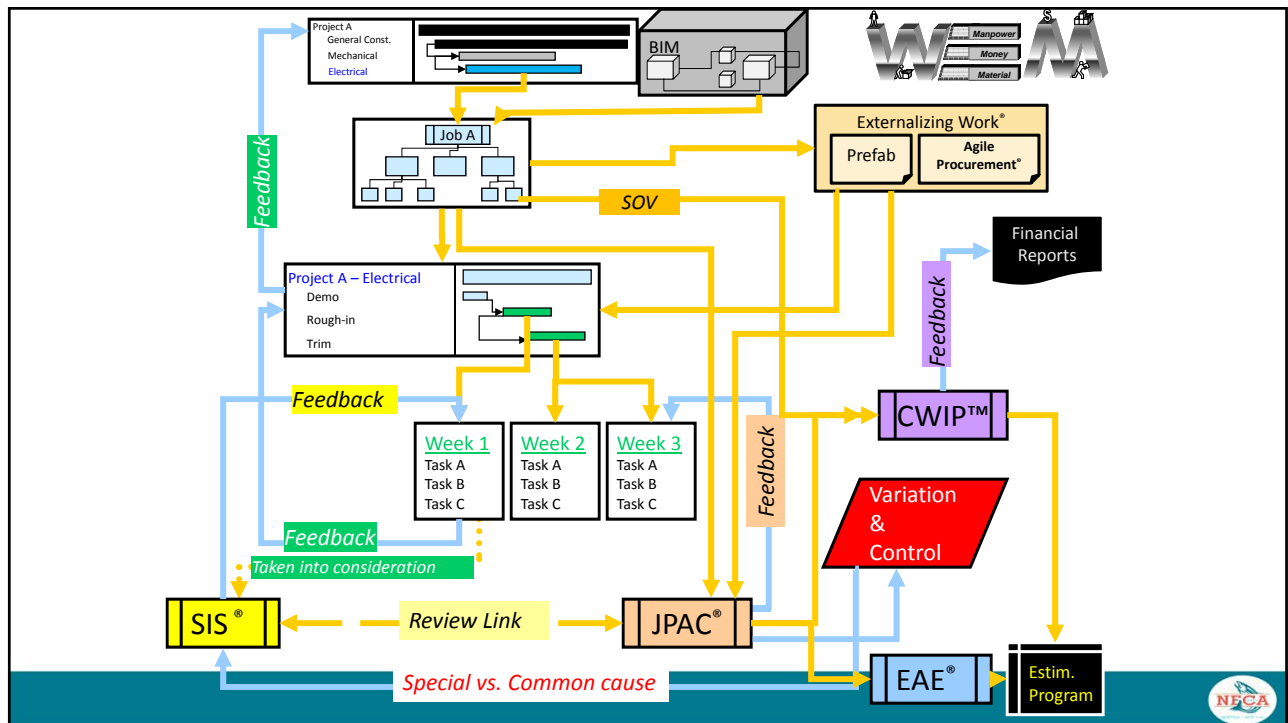 Project A
General Const.
Mechanical
Electrical
BIM
$
WEM
Manpower
Money
Material
Job A
Externalizing Work®
Prefab
Agile
Procurement®
Feedback
SOV
Financial
Reports
Project A – Electrical
Demo
Rough-in
Trim
Feedback
Feedback
CWIP™
Week 1
Task A
Task B
Task C
Week 2
Task A
Task B
Task C
Week 3
Task A
Task B
Task C
Feedback
Variation
&
Control
Feedback
Taken into consideration
SIS®
Review Link
JPAC®
Special vs. Common cause
EAE®
Estim.
Program
NECA